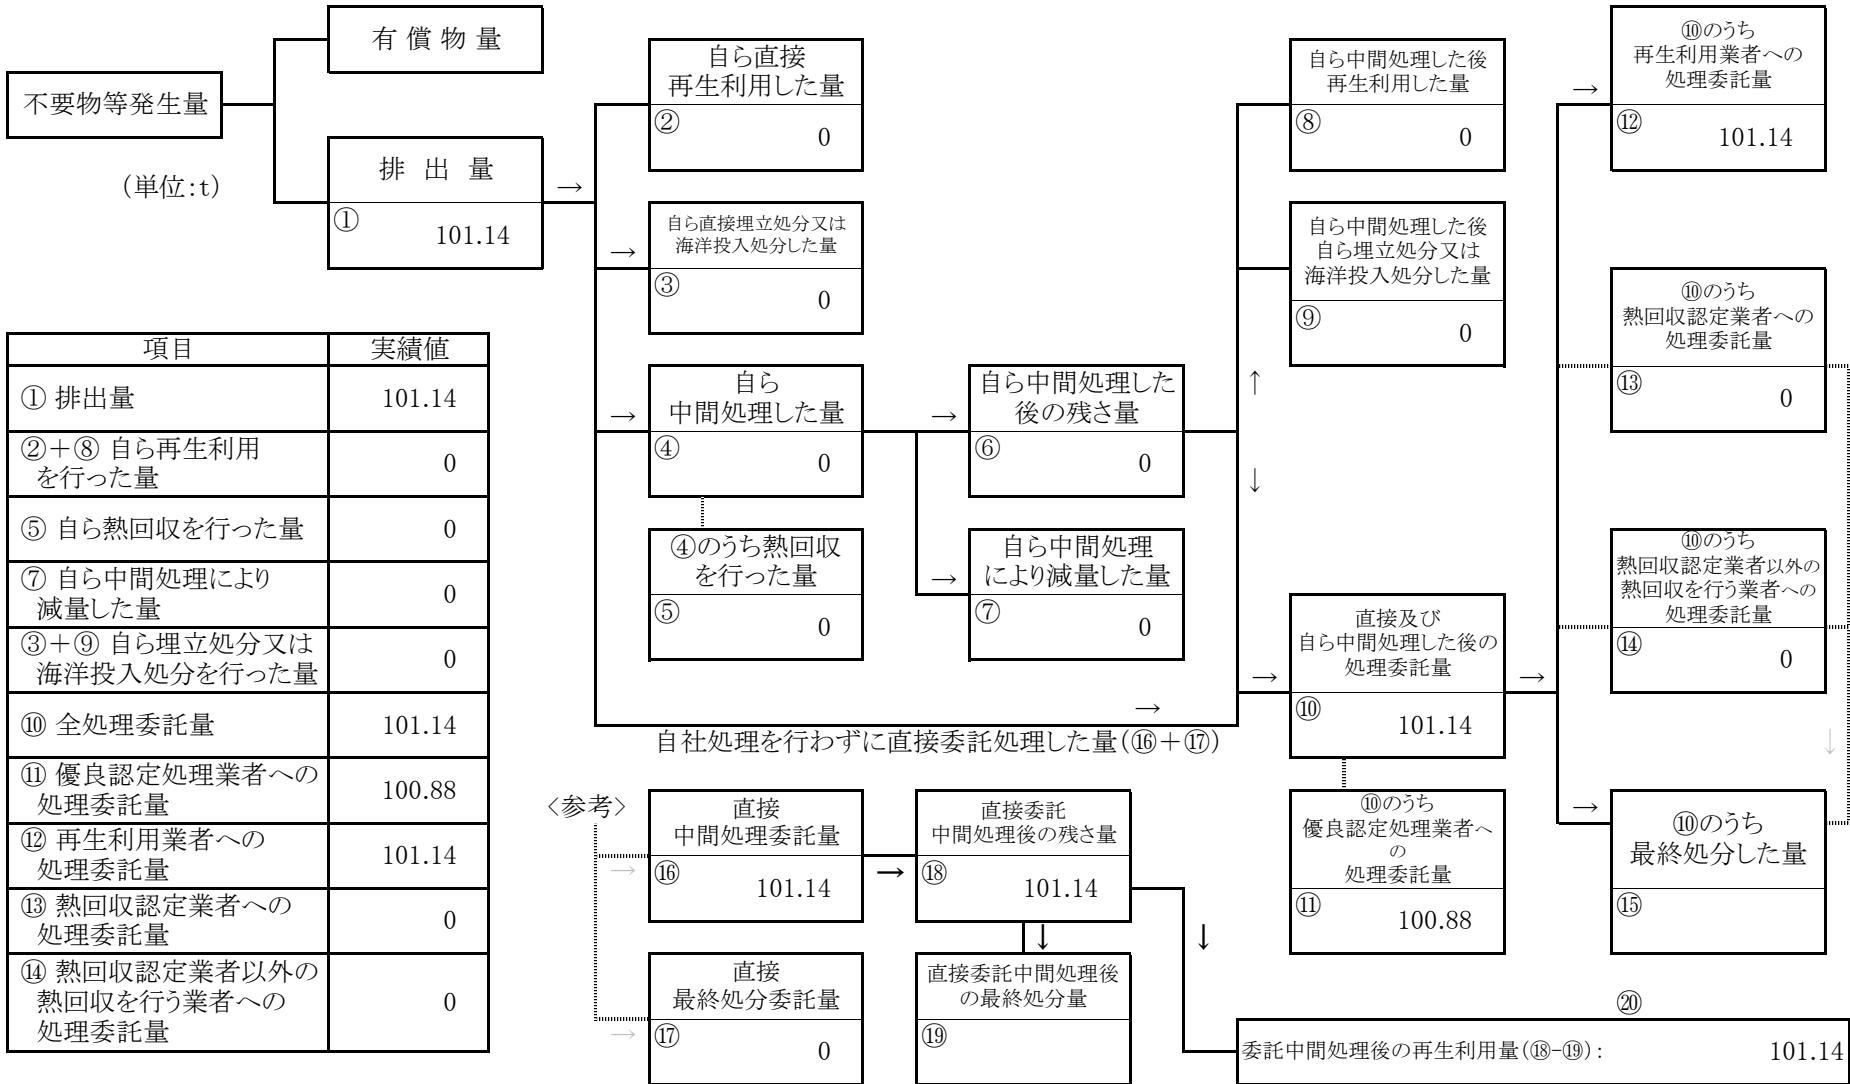 不要物等発生量
(単位:t)
有 償 物 量
排 出 量
①
101.14
→
自ら直接
再生利用した量
②
0
→
自ら直接埋立処分又は
海洋投入処分した量
③
0
→
自ら
中間処理した量
④
0
④のうち熱回収
を行った量
⑤
0
→
自ら中間処理した
後の残さ量
⑥
0
→
自ら中間処理
により減量した量
⑦
0
↑
↓
自ら中間処理した後
再生利用した量
⑧
0
自ら中間処理した後
自ら埋立処分又は
海洋投入処分した量
⑨
0
→
自社処理を行わずに直接委託処理した量(⑯+⑰)
→
直接及び
自ら中間処理した後の
処理委託量
⑩
101.14
→
⑩のうち
優良認定処理業者へ
の
処理委託量
⑪
100.88
→
⑩のうち
再生利用業者への
処理委託量
⑫
101.14
⑩のうち
熱回収認定業者への
処理委託量
⑬
0
⑩のうち
熱回収認定業者以外の
熱回収を行う業者への
処理委託量
⑭
0
↓
→
⑩のうち
最終処分した量
⑮
項目 実績値
① 排出量 101.14
②+⑧ 自ら再生利用
を行った量 0
⑤ 自ら熱回収を行った量 0
⑦ 自ら中間処理により
減量した量 0
③+⑨ 自ら埋立処分又は
海洋投入処分を行った量 0
⑩ 全処理委託量 101.14
⑪ 優良認定処理業者への
処理委託量 100.88
⑫ 再生利用業者への
処理委託量 101.14
⑬ 熱回収認定業者への
処理委託量 0
⑭ 熱回収認定業者以外の
熱回収を行う業者への
処理委託量 0
<参考>
→
直接
中間処理委託量
⑯
101.14
→
直接委託
中間処理後の残さ量
⑱
101.14
↓
↓
→
直接
最終処分委託量
⑰
0
直接委託中間処理後
の最終処分量
⑲
⑳
委託中間処理後の再生利用量(⑱-⑲): 101.14